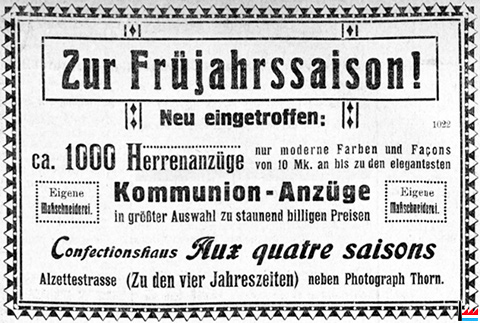 Zur Früjahrssaison!
Neu eingetroffen:
1022
ca. 1000 Herrenanzüge
nur moderne Farben und Façons
von 10 Mk. an bis zu den elegantesten
Eigene
Maßschneiderei.
Kommunion-Anzüge
in größter Auswahl zu staunend billigen Preisen
Eigene
Maßschneiderei.
Confectionshaus Aux quatre saisons
Alzettestrasse (Zu den vier Jahreszeiten) neben Photograph Thorn.